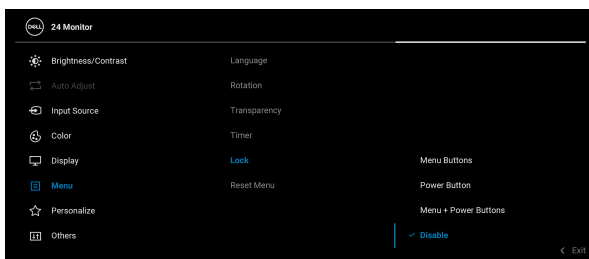 DELL 24 Monitor
Brightness/Contrast Language
Auto Adjust Rotation
Input Source Transparency
Color Timer
Display Lock Menu Buttons
Menu Reset Menu Power Button
Personalize Menu + Power Buttons
Others Disable
Exit